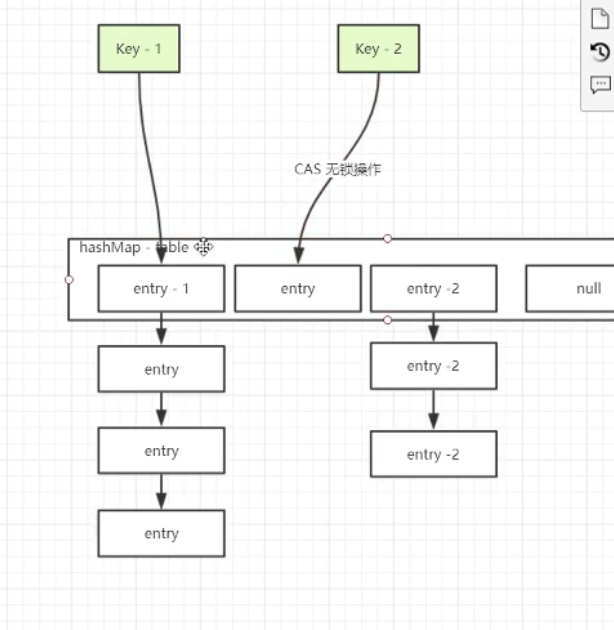 Key - 1
Key - 2
CAS 无锁操作
hashMap - table
entry - 1
entry
entry -2
null
entry
entry -2
entry
entry -2
entry